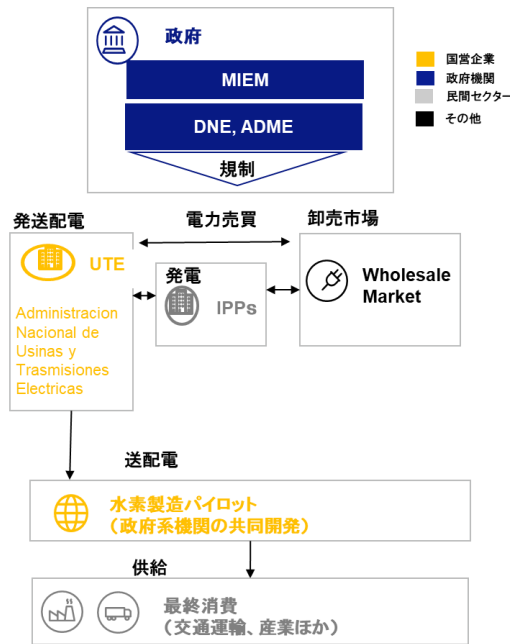 政府
MIEM
DNE, ADME
規制
国営企業
政府機関
民間セクター
その他
発送配電
電力売買
卸売市場
UTE
Administracion
Nacional de
Usinas y
Trasmisiones
Electricas
発電
IPPs
Wholesale
Market
送配電
水素製造パイロット
（政府系機関の共同開発）
供給
最終消費
（交通運輸、産業ほか）